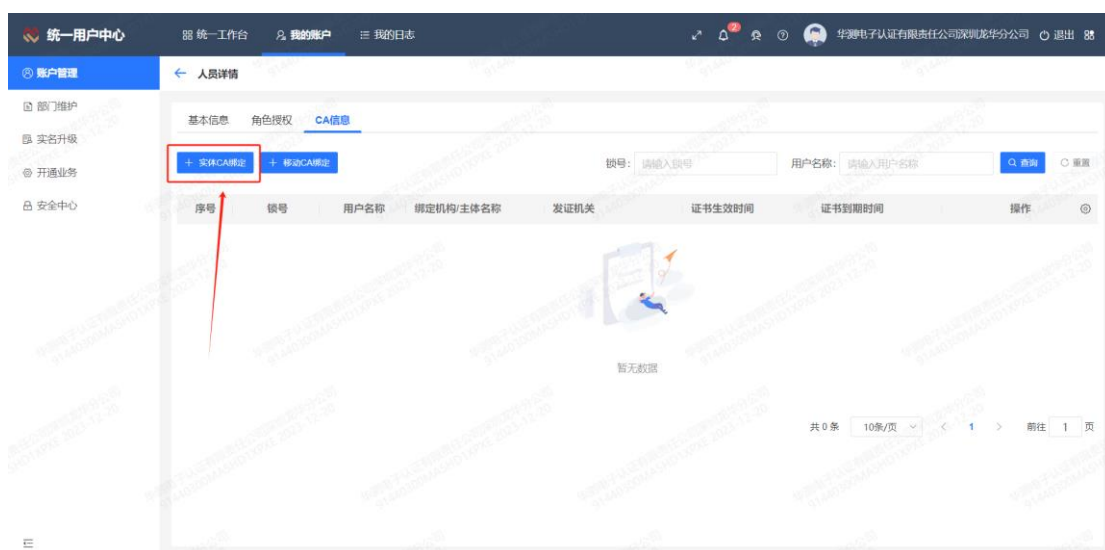 统一用户中心 统一工作台 我的账户 我的日志 2 华测电子认证有限责任公司深圳龙华分公司 退出
账户管理 人员详情
部门维护
基本信息 角色授权 CA信息
实名升级
+ 实体CA绑定 + 移动CA绑定 锁号: 请输入锁号 用户名称: 请输入用户名称 查询 重置
开通业务
安全中心
序号 锁号 用户名称 绑定机构/主体名称 发证机关 证书生效时间 证书到期时间 操作
暂无数据
共 0 条 10条/页 < 1 > 前往 1 页